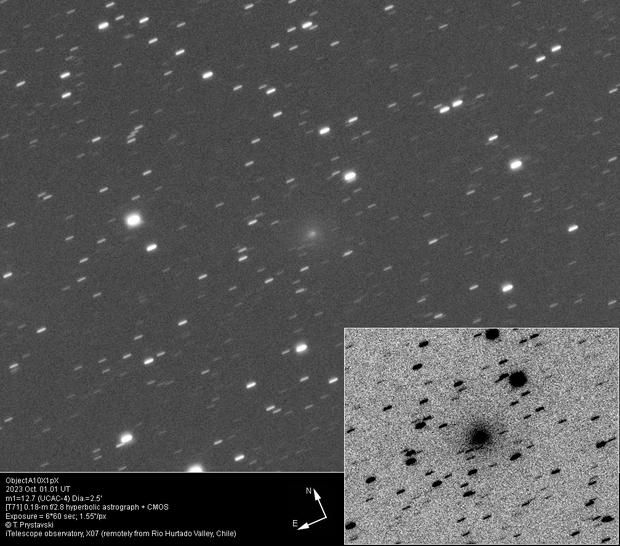 Object A10X1pX
2023 Oct. 01.01 UT
m1=12.7 (UCAC-4) Dia.=2.5'
[T71] 0.18-m f/2.8 hyperbolic astrograph + CMOS
Exposure = 6*60 sec; 1.55"/px
© T. Prystavski
iTelescope observatory, X07 (remotely from Rio Hurtado Valley, Chile)
N
E